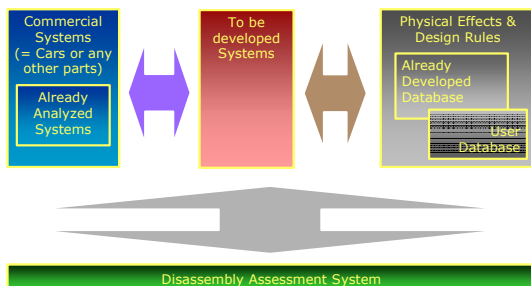 Commercial
Systems
(= Cars or any
other parts)
Already
Analyzed
Systems
To be
developed
Systems
Physical Effects &
Design Rules
Already
Developed
Database
User
Database
Disassembly Assessment System